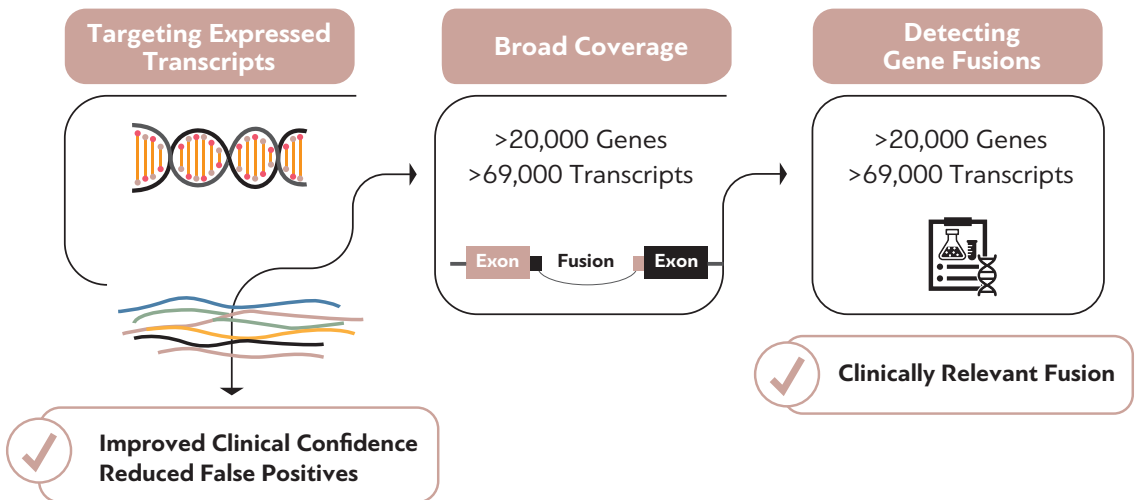 Targeting Expressed
Transcripts
Broad Coverage
Detecting
Gene Fusions
>20,000 Genes
>69,000 Transcripts
Exon
Fusion
Exon
>20,000 Genes
>69,000 Transcripts
Improved Clinical Confidence
Reduced False Positives
Clinically Relevant Fusion